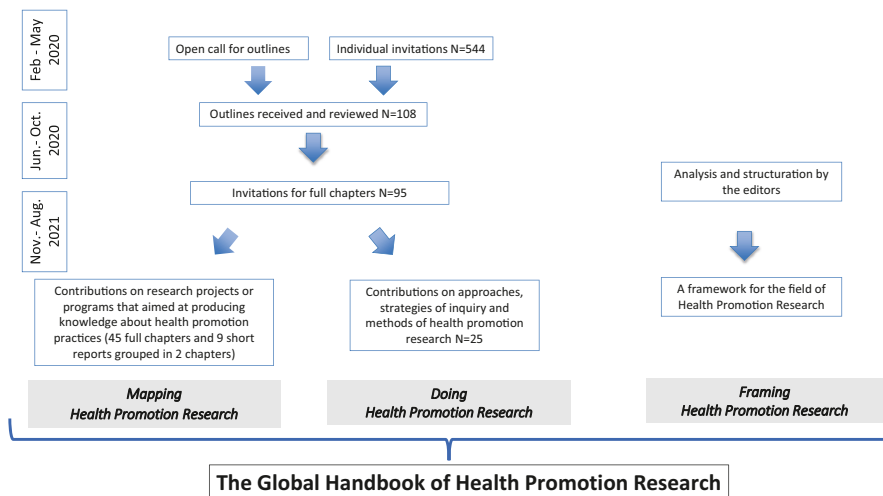 Feb - May
2020
Open call for outlines
Individual invitations N=544
Jun.- Oct.
2020
Outlines received and reviewed N=108
Nov.- Aug.
2021
Invitations for full chapters N=95
Analysis and structuration by
the editors
Contributions on research projects or
programs that aimed at producing
knowledge about health promotion
practices (45 full chapters and 9 short
reports grouped in 2 chapters)
Contributions on approaches,
strategies of inquiry and
methods of health promotion
research N=25
A framework for the field of
Health Promotion Research
Mapping
Health Promotion Research
Doing
Health Promotion Research
Framing
Health Promotion Research
The Global Handbook of Health Promotion Research